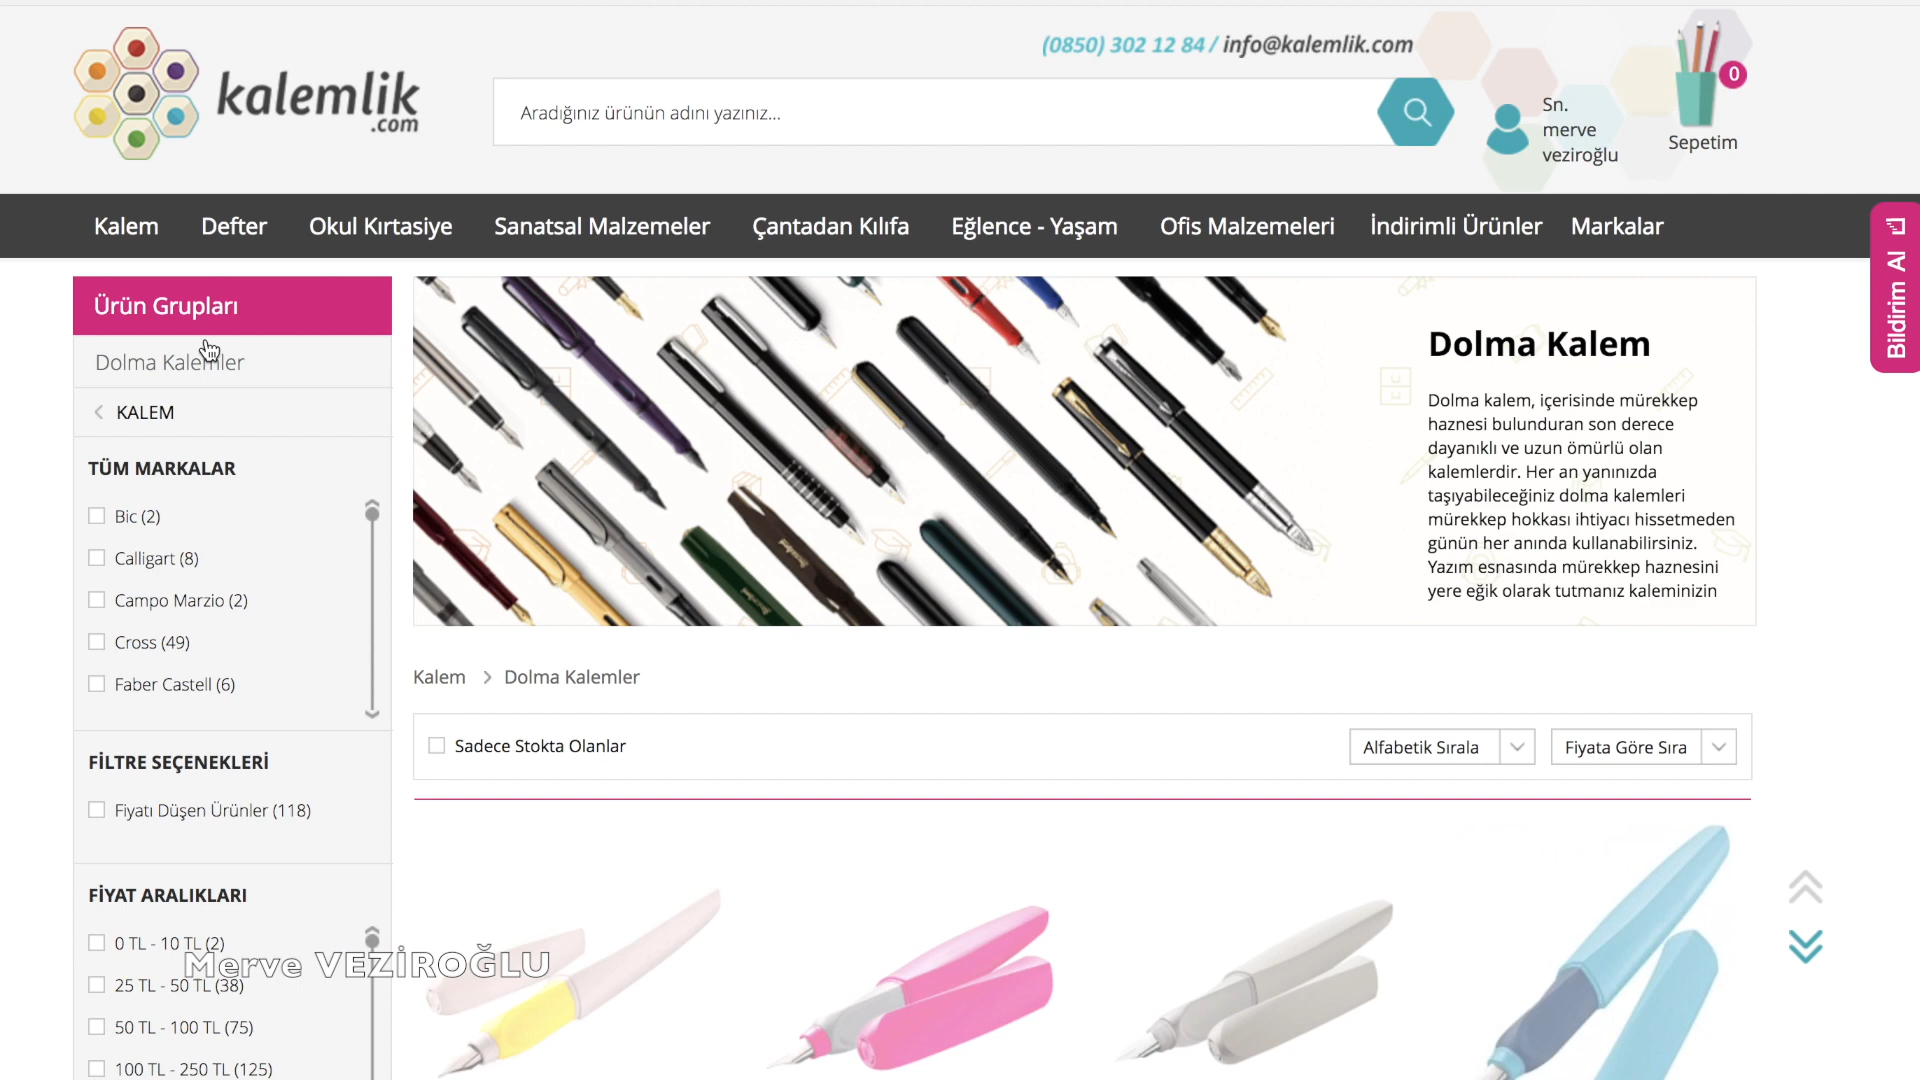 (0850) 302 12 84 / info@kalemlik.com
kalemlik
.com
Aradığınız ürünün adını yazınız...
Sn.
merve
veziroğlu
0
Sepetim
Kalem Defter Okul Kırtasiye Sanatsal Malzemeler Çantadan Kılıfa Eğlence - Yaşam Ofis Malzemeleri İndirimli Ürünler Markalar
Bildirim Al
Ürün Grupları
Dolma Kalemler
KALEM
TÜM MARKALAR
Bic (2)
Calligart (8)
Campo Marzio (2)
Cross (49)
Faber Castell (6)
FİLTRE SEÇENEKLERİ
Fiyatı Düşen Ürünler (118)
FİYAT ARALIKLARI
0 TL - 10 TL (2)
25 TL - 50 TL (38)
50 TL - 100 TL (75)
100 TL - 250 TL (125)
Merve VEZİROĞLU
Dolma Kalem
Dolma kalem, içerisinde mürekkep
haznesi bulunduran son derece
dayanıklı ve uzun ömürlü olan
kalemlerdir. Her an yanınızda
taşıyabileceğiniz dolma kalemleri
mürekkep hokkası ihtiyacı hissetmeden
günün her anında kullanabilirsiniz.
Yazım esnasında mürekkep haznesini
yere eğik olarak tutmanız kaleminizin
Kalem > Dolma Kalemler
Sadece Stokta Olanlar
Alfabetik Sırala
Fiyata Göre Sıra